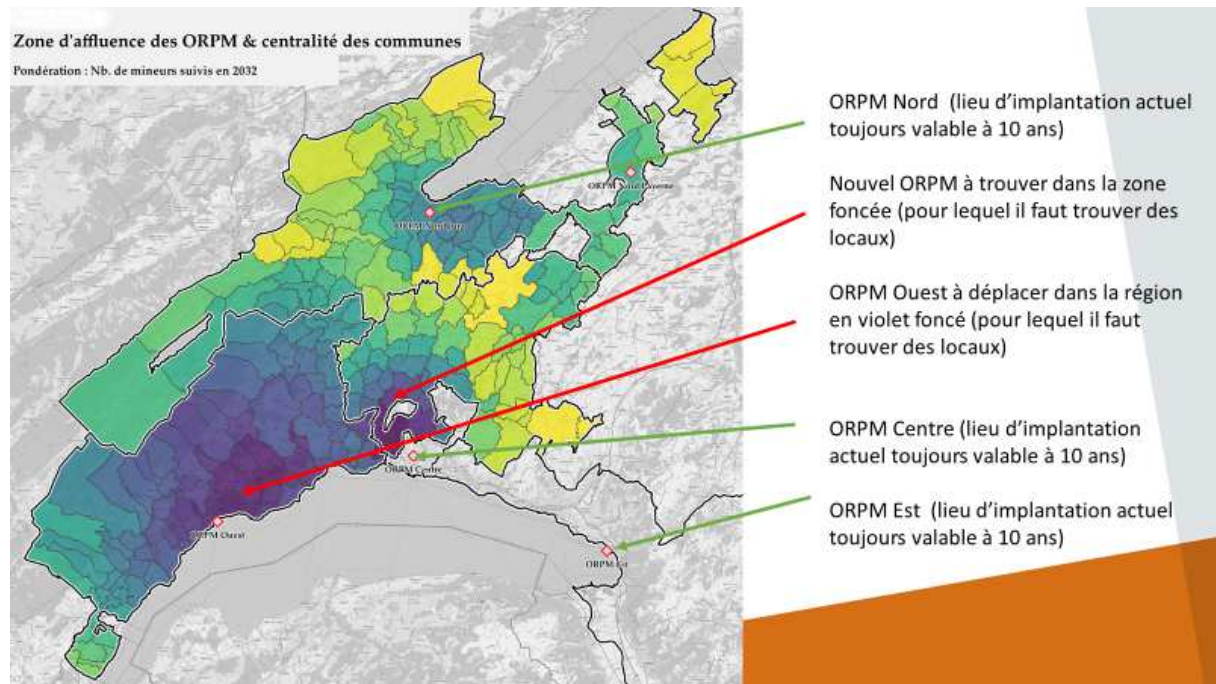 Zone d'affluence des ORPM & centralité des communes
Pondération : Nb. de mineurs suivis en 2032
ORPM Nord (lieu d'implantation actuel
toujours valable à 10 ans)
Nouvel ORPM à trouver dans la zone
foncée (pour lequel il faut trouver des
locaux)
ORPM Ouest à déplacer dans la région
en violet foncé (pour lequel il faut
trouver des locaux)
ORPM Centre (lieu d'implantation
actuel toujours valable à 10 ans)
ORPM Est (lieu d'implantation actuel
toujours valable à 10 ans)
ORPM Nord
ORPM Nord
ORPM Centre
ORPM Ouest
ORPM Est